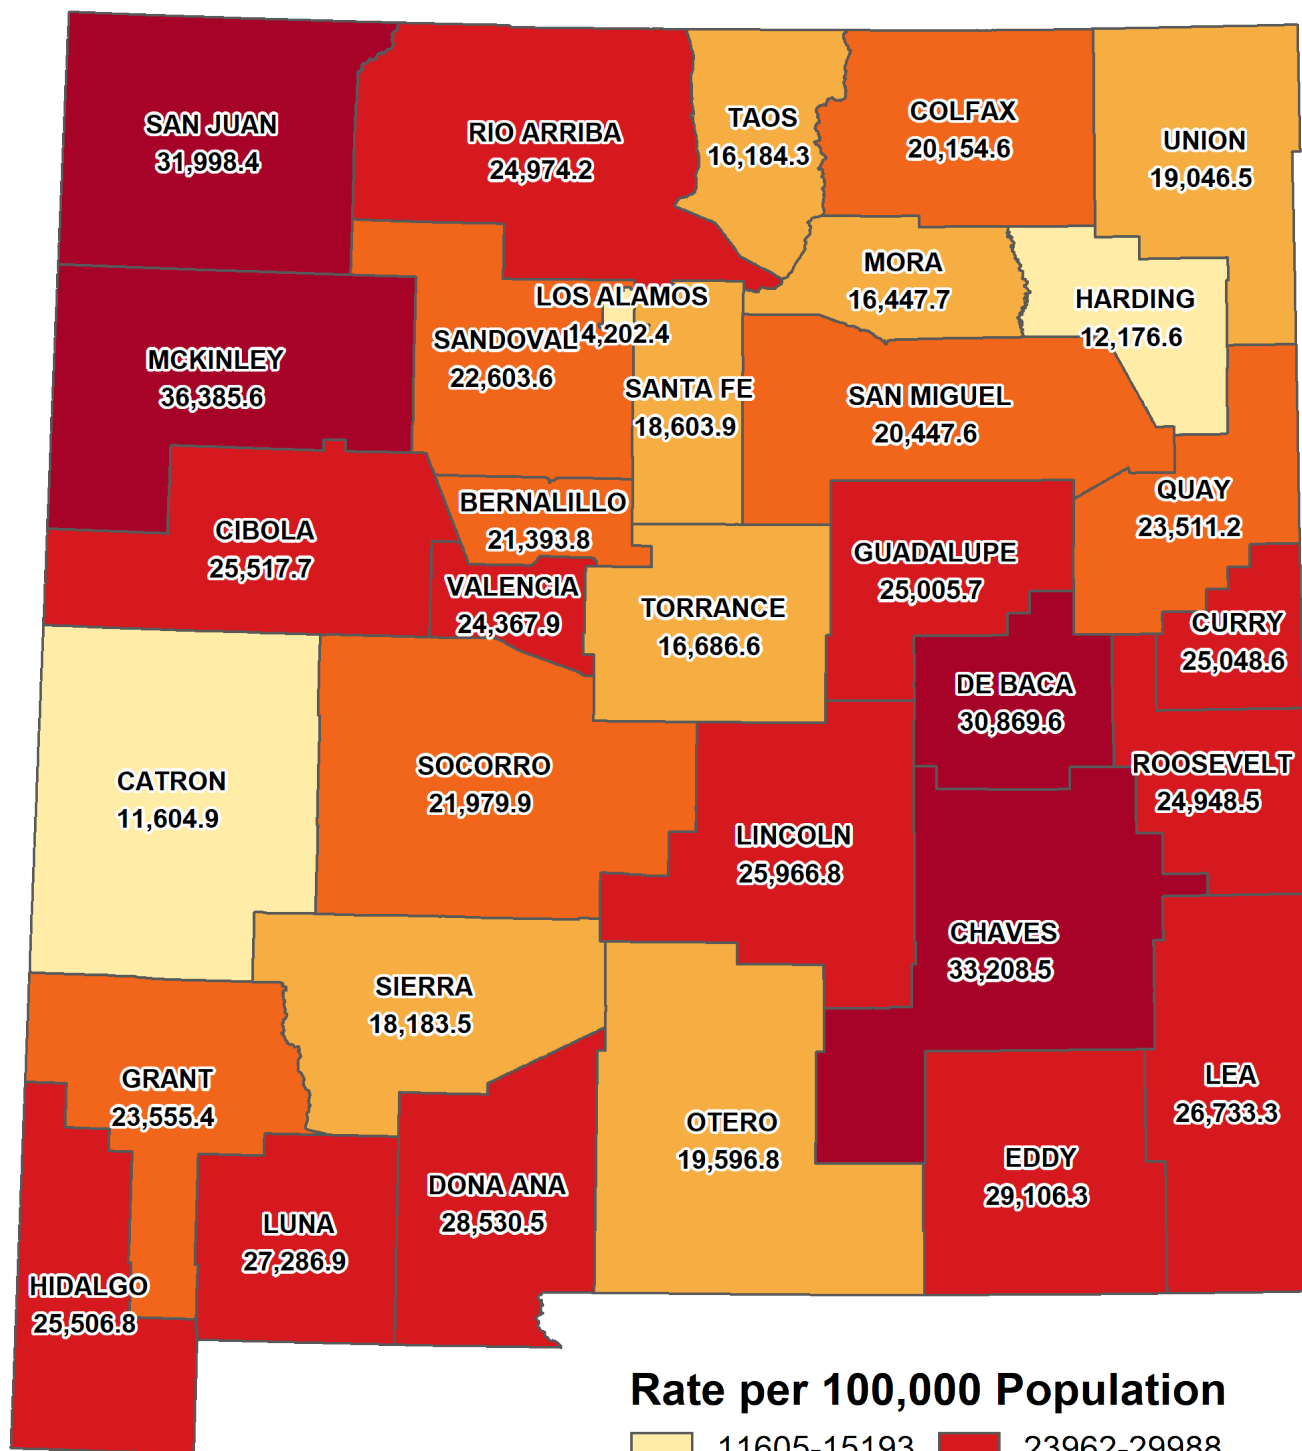 SAN JUAN
31,998.4
RIO ARRIBA
24,974.2
TAOS
16,184.3
COLFAX
20,154.6
UNION
19,046.5
MORA
16,447.7
HARDING
12,176.6
LOS ALAMOS
14,202.4
SANDOVAL
22,603.6
MCKINLEY
36,385.6
SANTA FE
18,603.9
SAN MIGUEL
20,447.6
QUAY
23,511.2
BERNALILLO
21,393.8
CIBOLA
25,517.7
GUADALUPE
25,005.7
VALENCIA
24,367.9
TORRANCE
16,686.6
CURRY
25,048.6
DE BACA
30,869.6
ROOSEVELT
24,948.5
SOCORRO
21,979.9
CATRON
11,604.9
LINCOLN
25,966.8
CHAVES
33,208.5
SIERRA
18,183.5
GRANT
23,555.4
LEA
26,733.3
OTERO
19,596.8
EDDY
29,106.3
DONA ANA
28,530.5
LUNA
27,286.9
HIDALGO
25,506.8
Rate per 100,000 Population
11605-15193
23962-29988